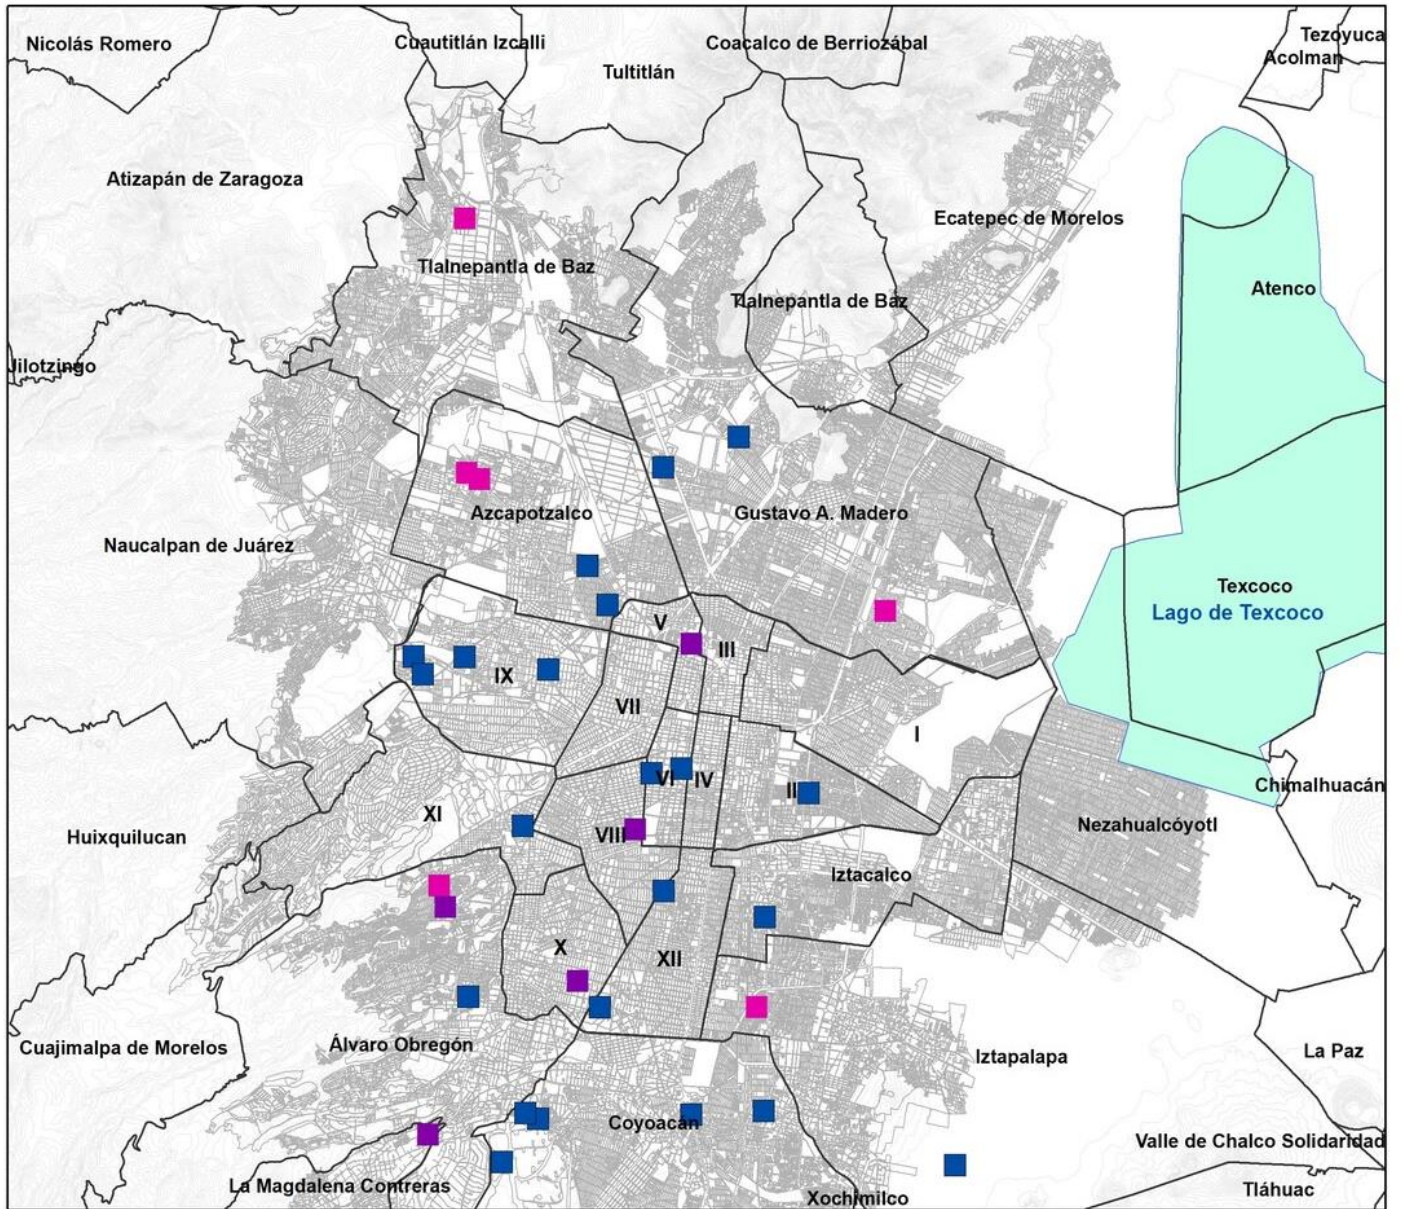 Nicolás Romero
Cuautitlán Izcalli
Coacalco de Berriozábal
Tezoyuca
Acolman
Tultitlán
Atizapán de Zaragoza
Ecatepec de Morelos
Tlalnepantla de Baz
Tlalnepantla de Baz
Atenco
Jilotzingo
Azcapotzalco
Gustavo A. Madero
Naucalpan de Juárez
Texcoco
Lago de Texcoco
V
III
IX
VII
I
VI
IV
II
Chimalhuacán
XI
VIII
Nezahualcóyotl
Huixquilucan
Iztacalco
X
XII
Cuajimalpa de Morelos
Álvaro Obregón
Iztapalapa
La Paz
Coyoacán
Valle de Chalco Solidaridad
La Magdalena Contreras
Xochimilco
Tláhuac